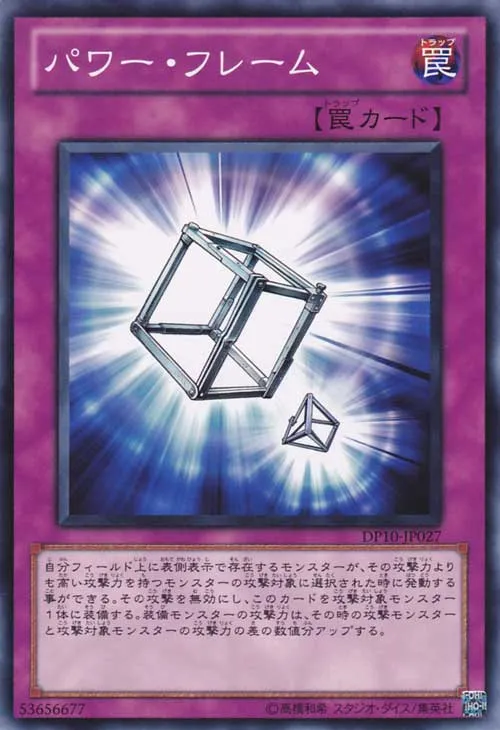 パワー・フレーム
トラップ
罠
トラップ
【罠カード】
DP10-JP027
自分フィールド上に表側表示で存在するモンスターが、その攻撃力より
も高い攻撃力を持つモンスターの攻撃対象に選択された時に発動する
事ができる。その攻撃を無効にし、このカードを攻撃対象モンスター
1体に装備する。装備モンスターの攻撃力は、その時の攻撃モンスター
と攻撃対象モンスターの攻撃力の差の数値分アップする。
53656677
©高橋和希 スタジオ・ダイス/集英社